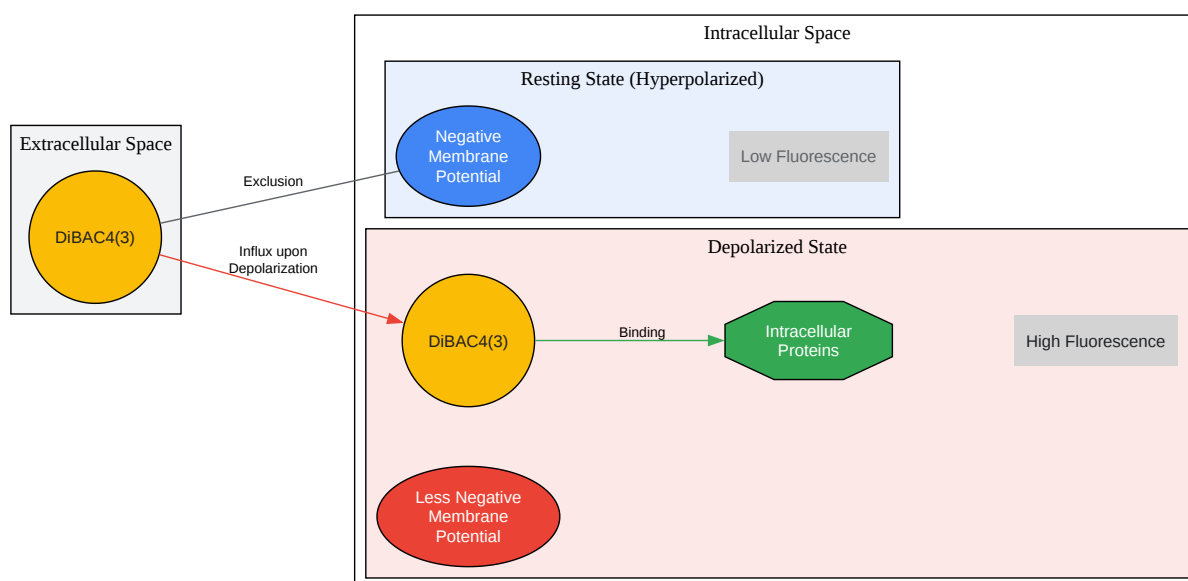 Intracellular Space
Resting State (Hyperpolarized)
Negative
Membrane
Potential
Low Fluorescence
Extracellular Space
DiBAC4(3)
Exclusion
Influx upon
Depolarization
Depolarized State
DiBAC4(3)
Binding
Intracellular
Proteins
High Fluorescence
Less Negative
Membrane
Potential